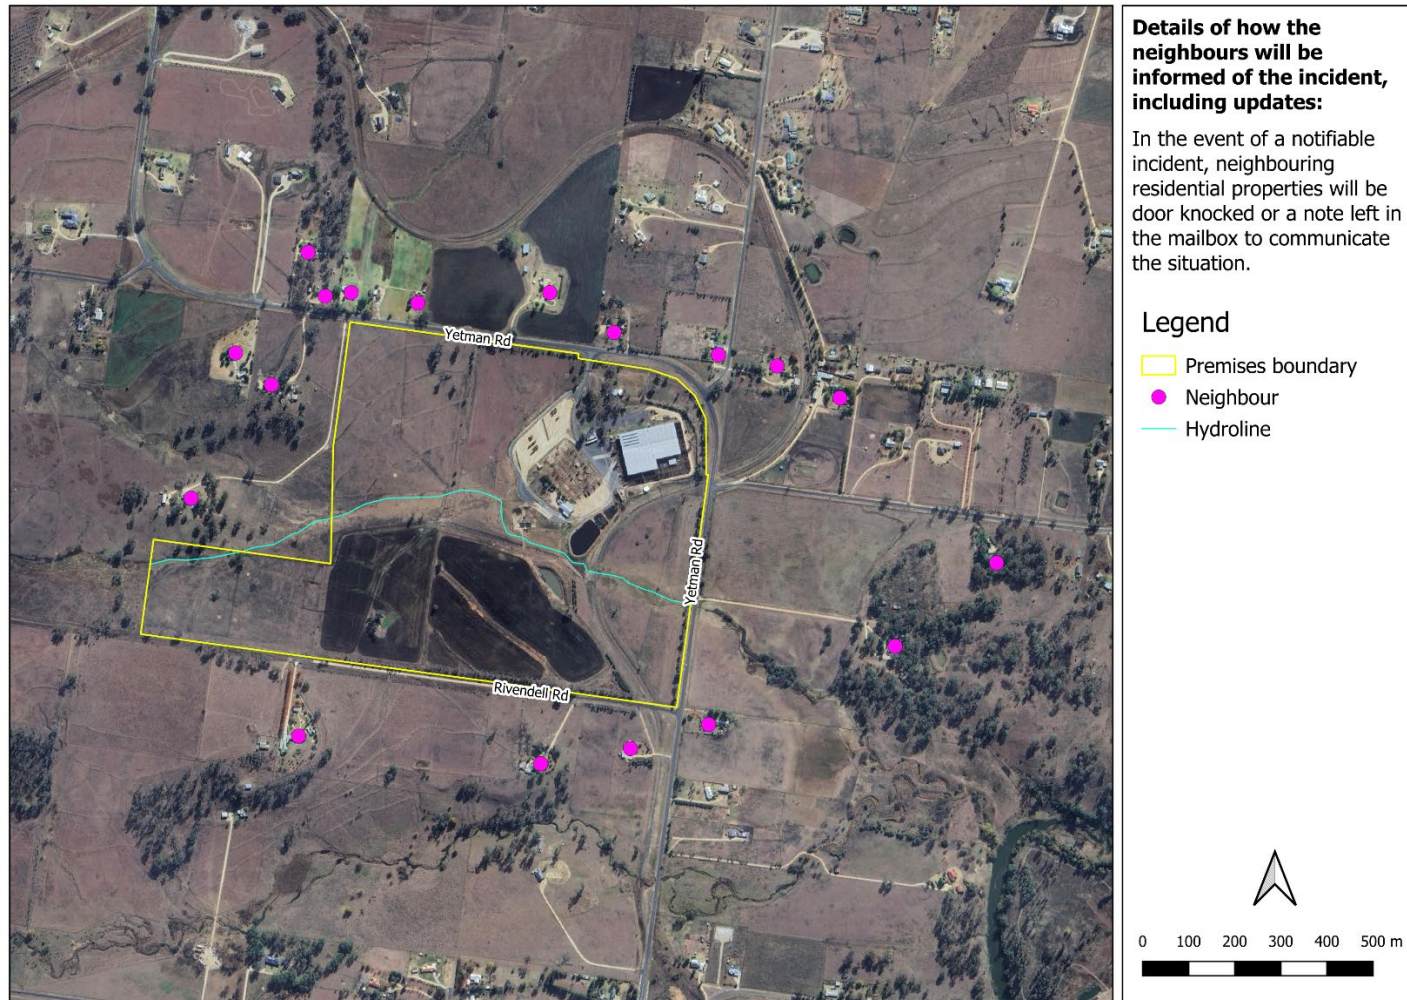 Details of how the
neighbours will be
informed of the incident,
including updates:
In the event of a notifiable
incident, neighbouring
residential properties will be
door knocked or a note left in
the mailbox to communicate
the situation.
Legend
Premises boundary
Neighbour
Hydroline
Yetman Rd
Yetman Rd
Rivendell Rd
0 100 200 300 400 500 m